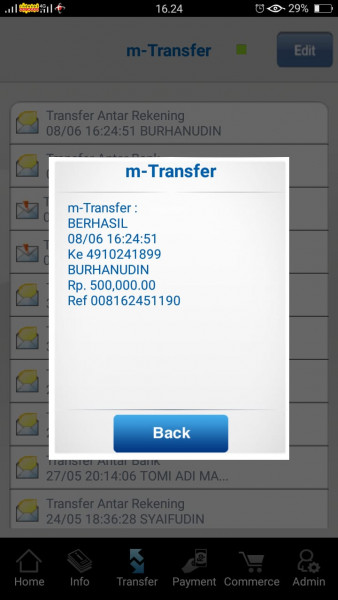 16.24
29%
m-Transfer
Edit
Transfer Antar Rekening
08/06 16:24:51 BURHANUDIN
Transfer Antar Bank
m-Transfer
m-Transfer :
BERHASIL
08/06 16:24:51
Ke 4910241899
BURHANUDIN
Rp. 500,000.00
Ref 008162451190
Back
Transfer Antar Bank
27/05 20:14:06 TOMI ADI MA...
Transfer Antar Rekening
24/05 18:36:28 SYAIFUDIN
Home
Info
Transfer
Payment
Commerce
Admin